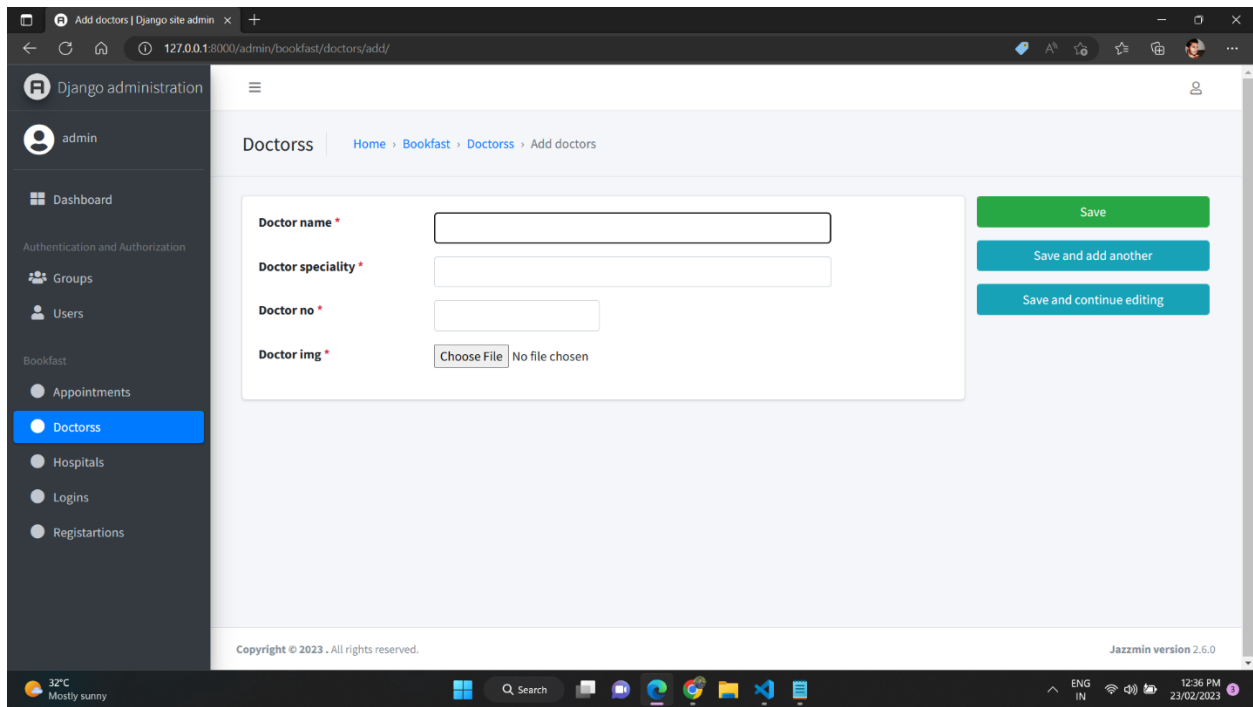 Add doctors | Django site admin
127.0.0.1:8000/admin/bookfast/doctors/add/
Django administration
admin
Doctorss
Home › Bookfast › Doctorss › Add doctors
Dashboard
Authentication and Authorization
Groups
Users
Bookfast
Appointments
Doctorss
Hospitals
Logins
Registartions
Doctor name *
Doctor speciality *
Doctor no *
Doctor img *
Choose File No file chosen
Save
Save and add another
Save and continue editing
Copyright © 2023 . All rights reserved.
Jazzmin version 2.6.0
32°C
Mostly sunny
Search
ENG
IN
12:36 PM
23/02/2023
3